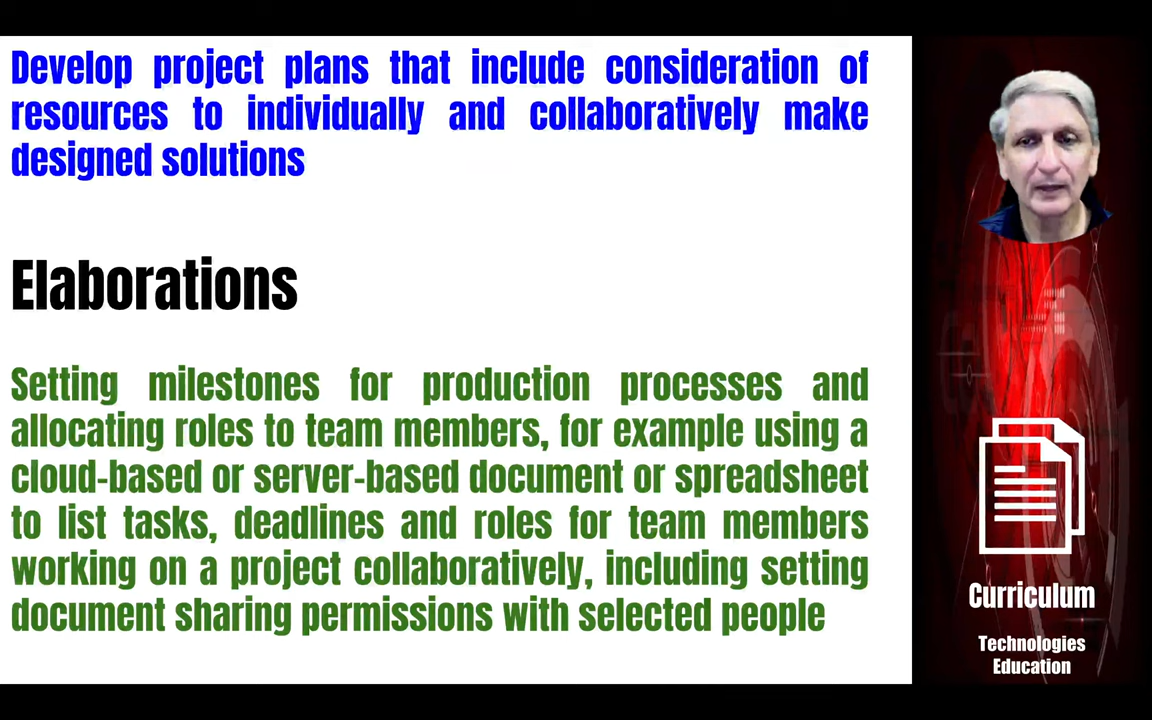 Develop project plans that include consideration of
resources to individually and collaboratively make
designed solutions
Elaborations
Setting milestones for production processes and
allocating roles to team members, for example using a
cloud-based or server-based document or spreadsheet
to list tasks, deadlines and roles for team members
working on a project collaboratively, including setting
document sharing permissions with selected people
Curriculum
Technologies
Education